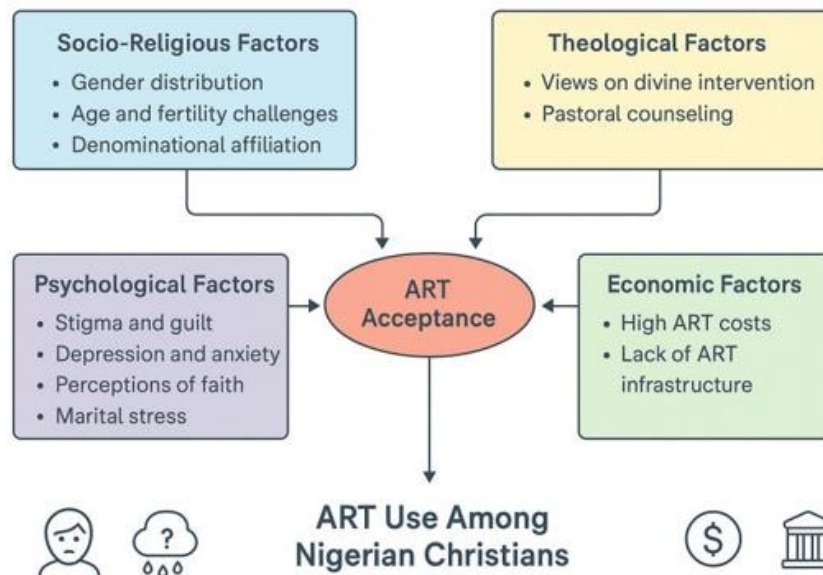 Socio-Religious Factors
• Gender distribution
• Age and fertility challenges
• Denominational affiliation
Theological Factors
• Views on divine intervention
• Pastoral counseling
Psychological Factors
• Stigma and guilt
• Depression and anxiety
• Perceptions of faith
• Marital stress
ART
Acceptance
Economic Factors
• High ART costs
• Lack of ART
infrastructure
?
ART Use Among
Nigerian Christians
$